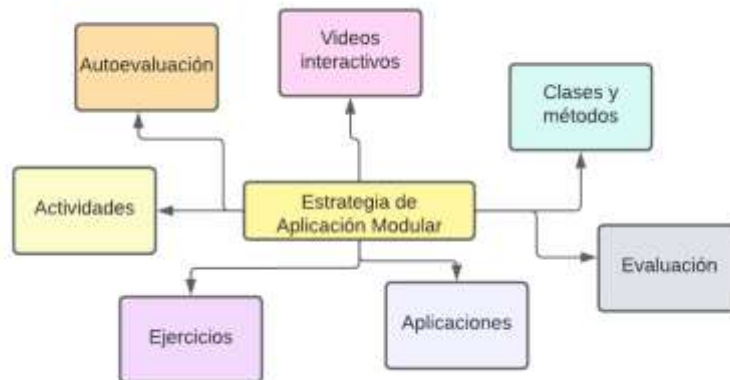 Videos
interactivos
Autoevaluación
Clases y
métodos
Actividades
Estrategia de
Aplicación Modular
Evaluación
Ejercicios
Aplicaciones